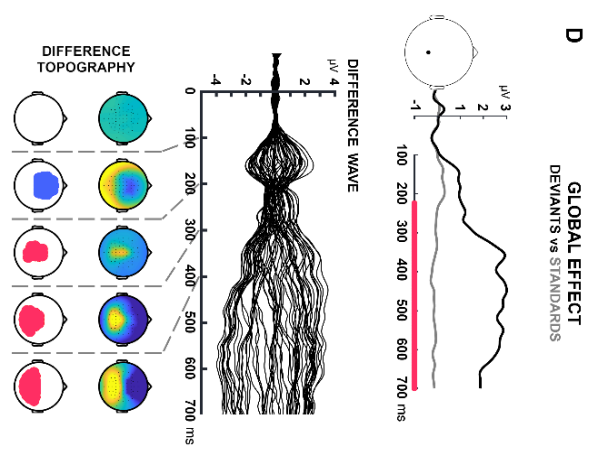 D
GLOBAL EFFECT
DEVIANTS vs STANDARDS
µV
-1 1 2 3
100 200 300 400 500 600 700 ms
DIFFERENCE WAVE
µV
-4 -2 2 4
0 100 200 300 400 500 600 700 ms
DIFFERENCE
TOPOGRAPHY